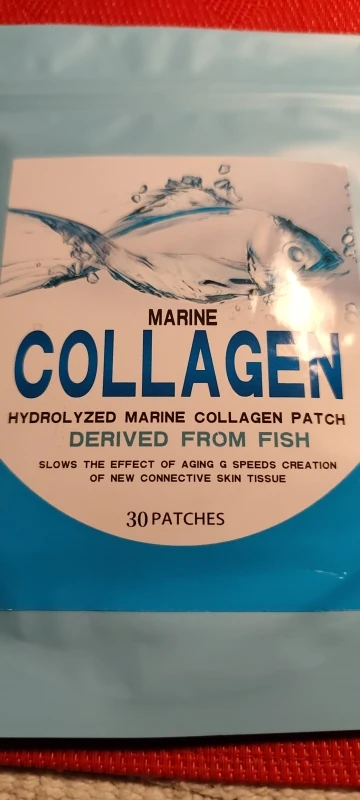 MARINE
COLLAGEN
HYDROLYZED MARINE COLLAGEN PATCH
DERIVED FROM FISH
SLOWS THE EFFECT OF AGING G SPEEDS CREATION
OF NEW CONNECTIVE SKIN TISSUE
30 PATCHES